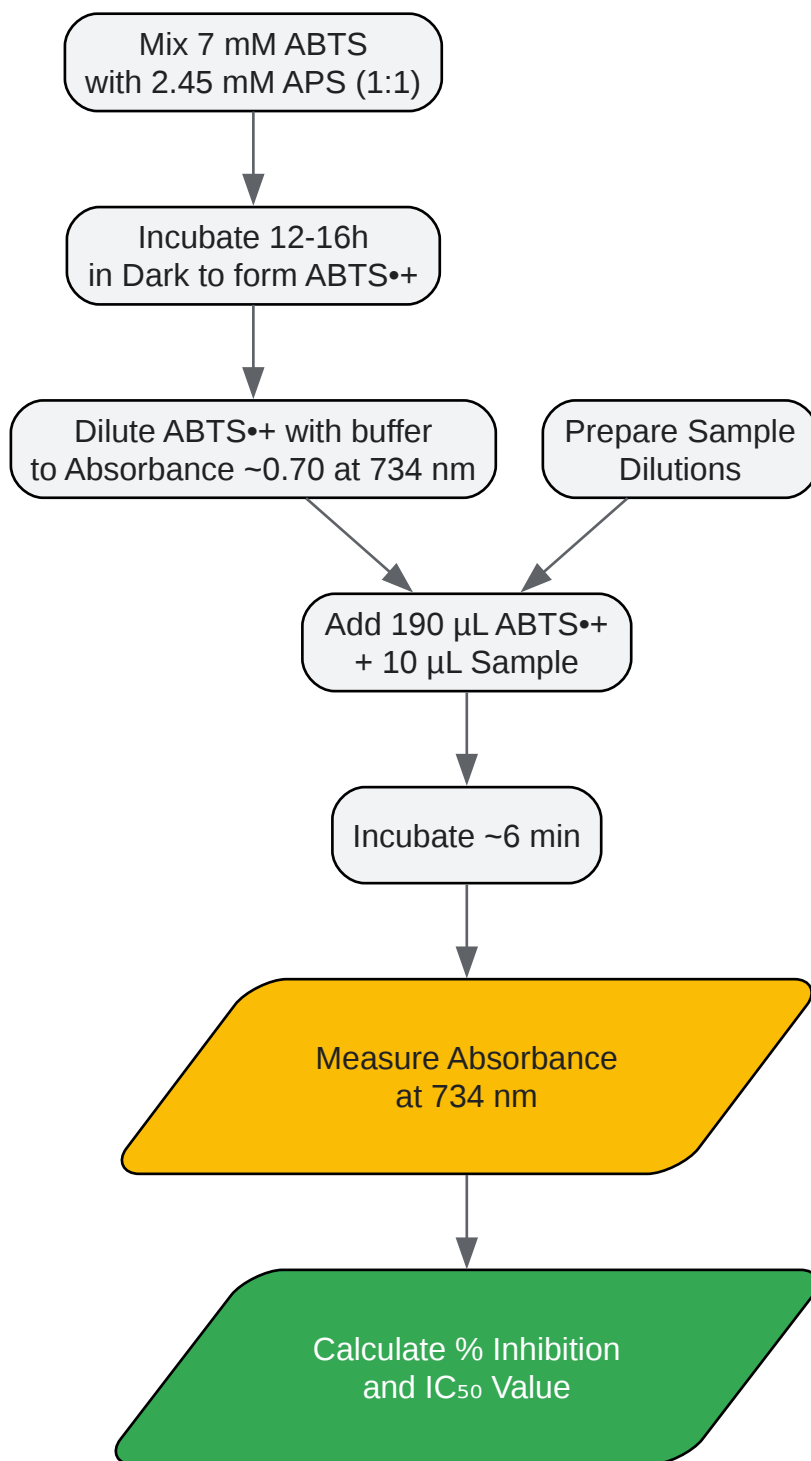 Mix 7 mM ABTS
with 2.45 mM APS (1:1)
Incubate 12-16h
in Dark to form ABTS•+
Dilute ABTS•+ with buffer
to Absorbance ~0.70 at 734 nm
Prepare Sample
Dilutions
Add 190 µL ABTS•+
+ 10 µL Sample
Incubate ~6 min
Measure Absorbance
at 734 nm
Calculate % Inhibition
and IC₅₀ Value